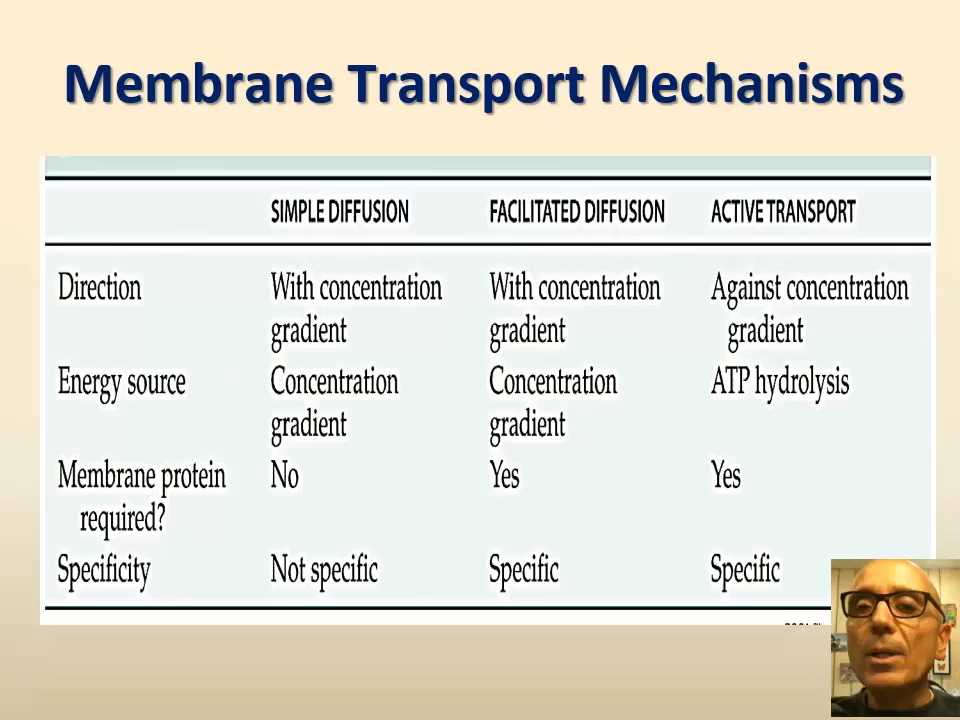 Membrane Transport Mechanisms
SIMPLE DIFFUSION FACILITATED DIFFUSION ACTIVE TRANSPORT
Direction With concentration With concentration Against concentration
gradient gradient gradient
Energy source Concentration Concentration ATP hydrolysis
gradient gradient
Membrane protein No Yes Yes
required?
Specificity Not specific Specific Specific